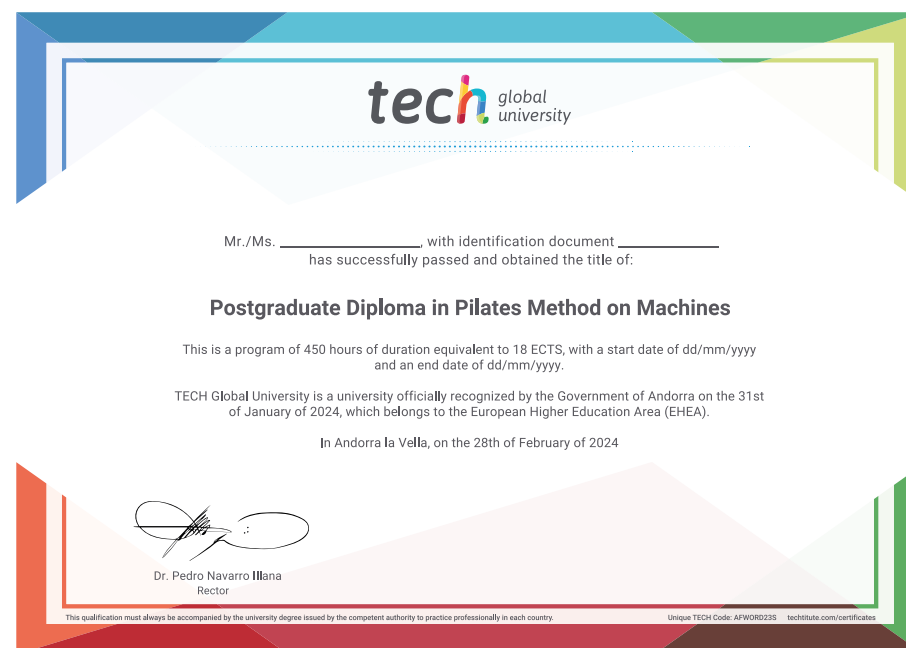 tech global university
Mr./Ms. ____________, with identification document ____________
has successfully passed and obtained the title of:
Postgraduate Diploma in Pilates Method on Machines
This is a program of 450 hours of duration equivalent to 18 ECTS, with a start date of dd/mm/yyyy
and an end date of dd/mm/yyyy.
TECH Global University is a university officially recognized by the Government of Andorra on the 31st
of January of 2024, which belongs to the European Higher Education Area (EHEA).
In Andorra la Vella, on the 28th of February of 2024
Dr. Pedro Navarro Illana
Rector
This qualification must always be accompanied by the university degree issued by the competent authority to practice professionally in each country.
Unique TECH Code: AFWORD23S techtitute.com/certificates